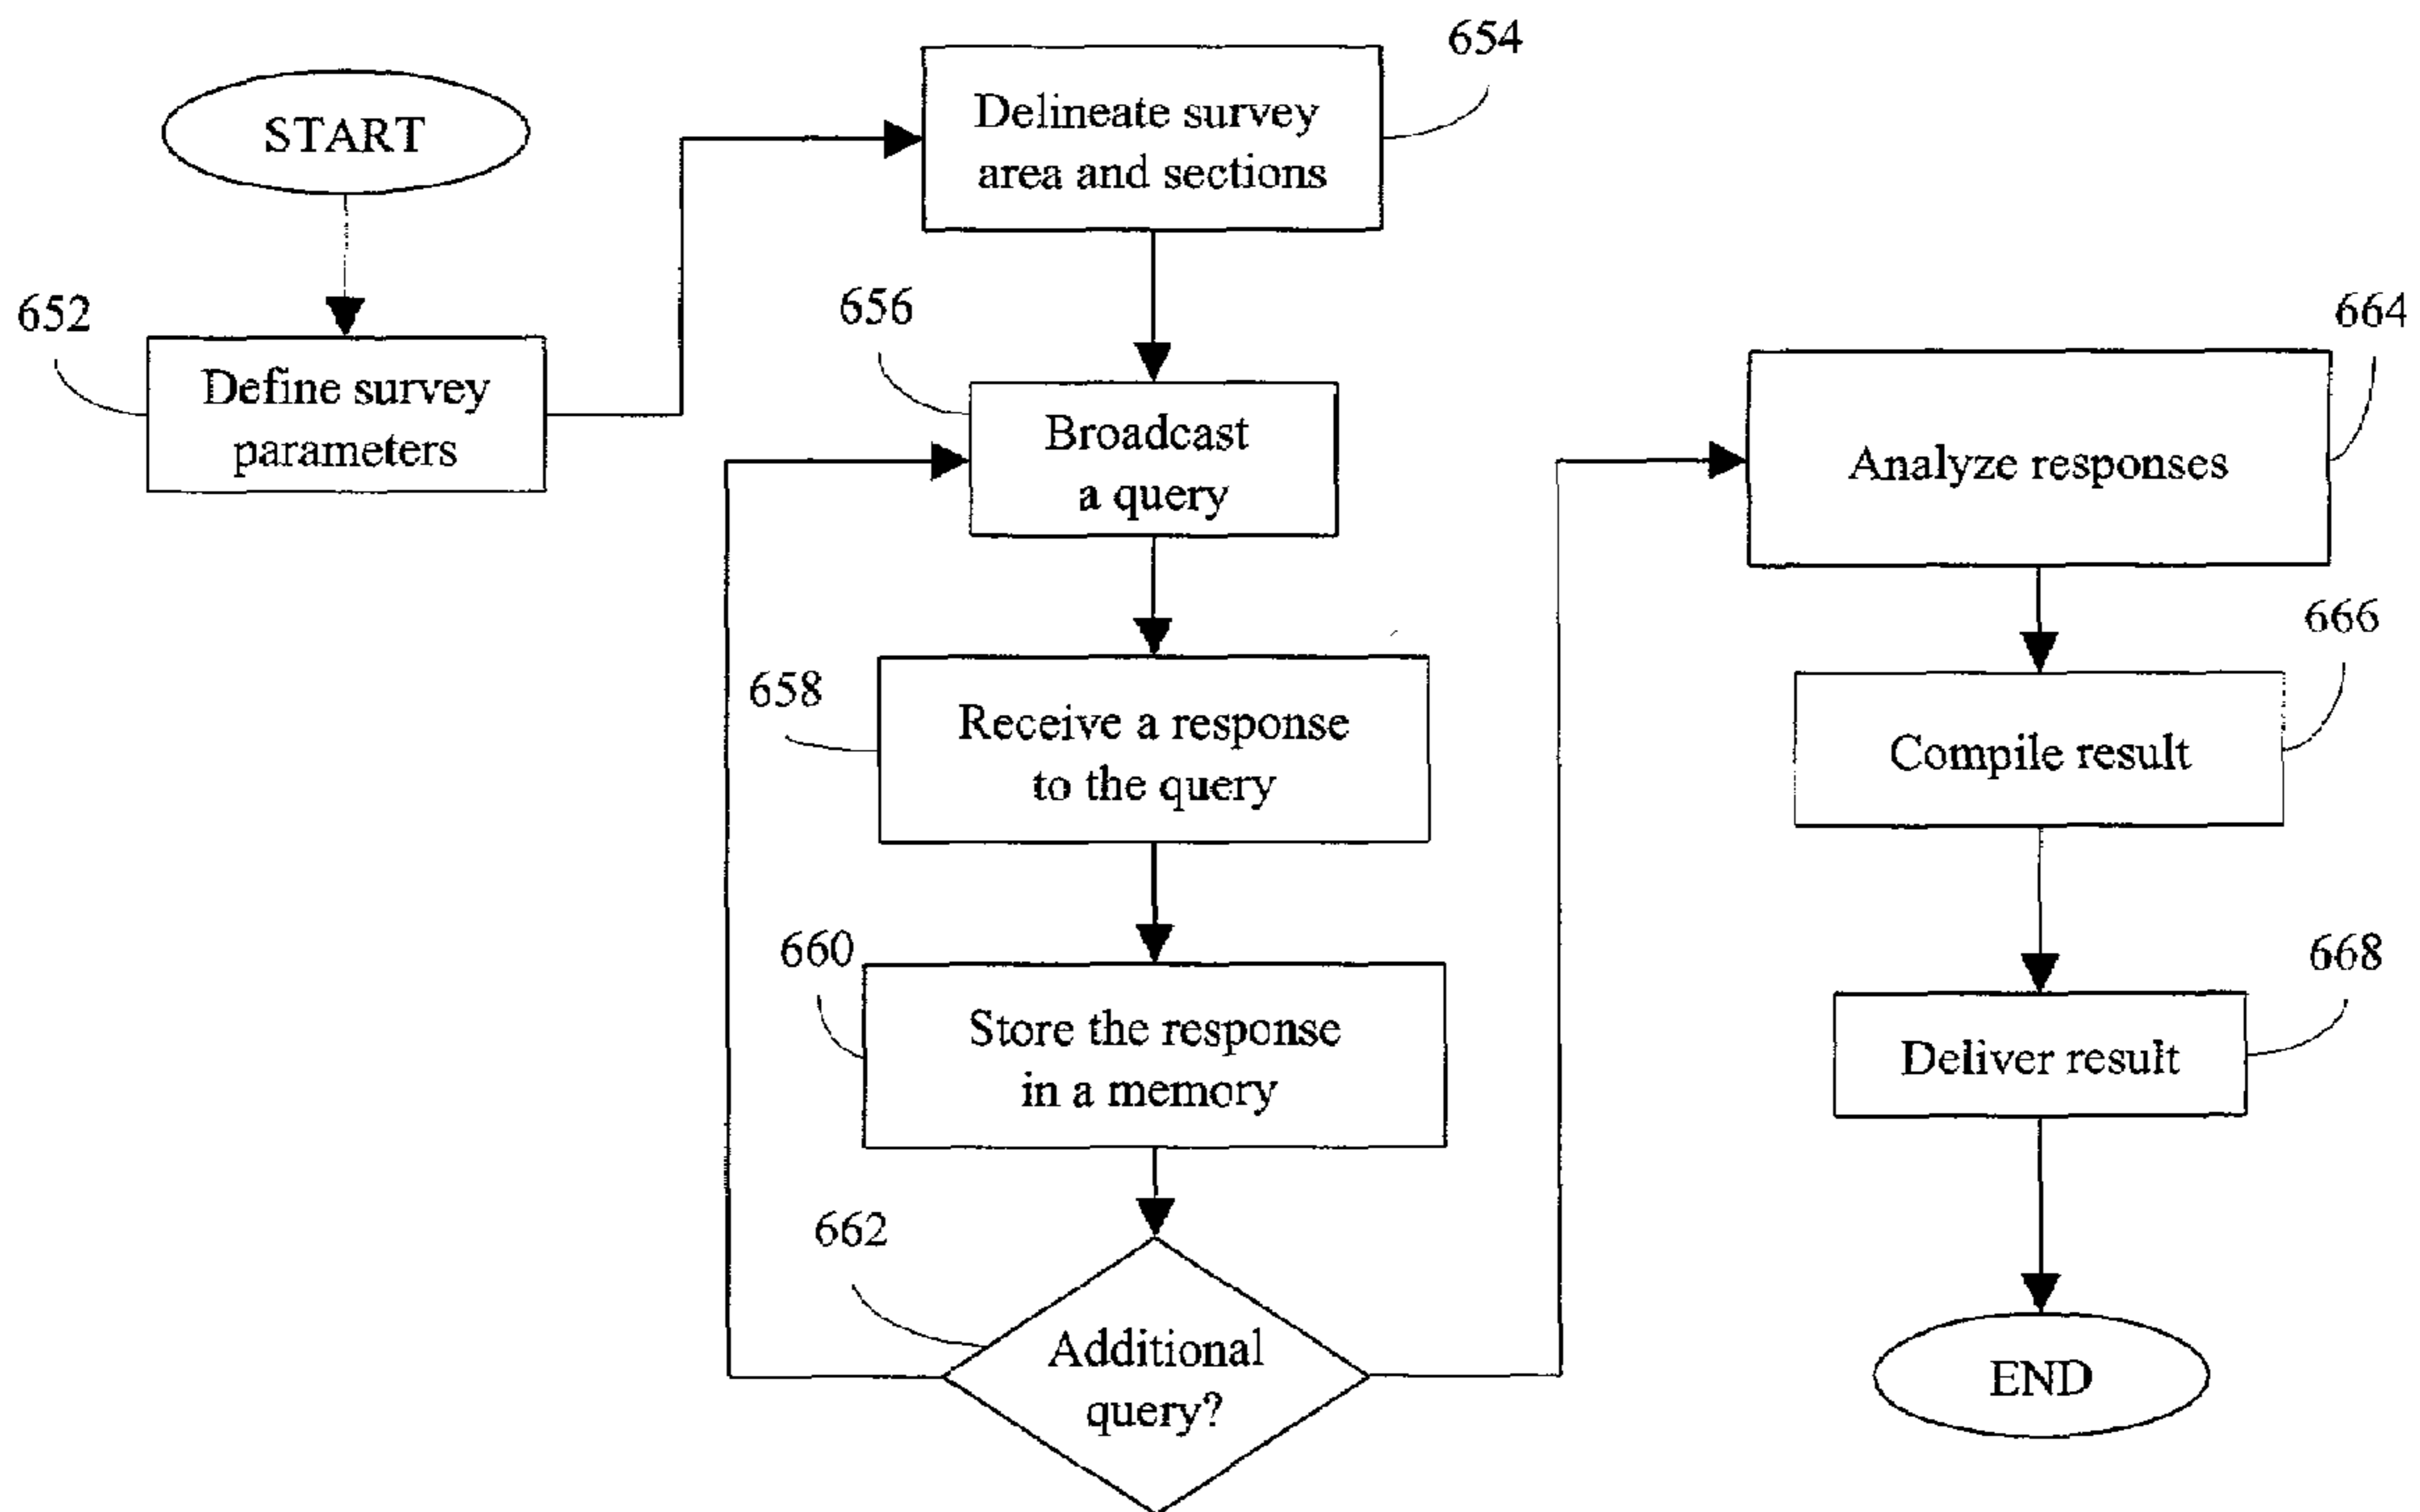 START
652
Define survey
parameters
654
Delineate survey
area and sections
656
Broadcast
a query
658
Receive a response
to the query
660
Store the response
in a memory
662
Additional
query?
664
Analyze responses
666
Compile result
668
Deliver result
END